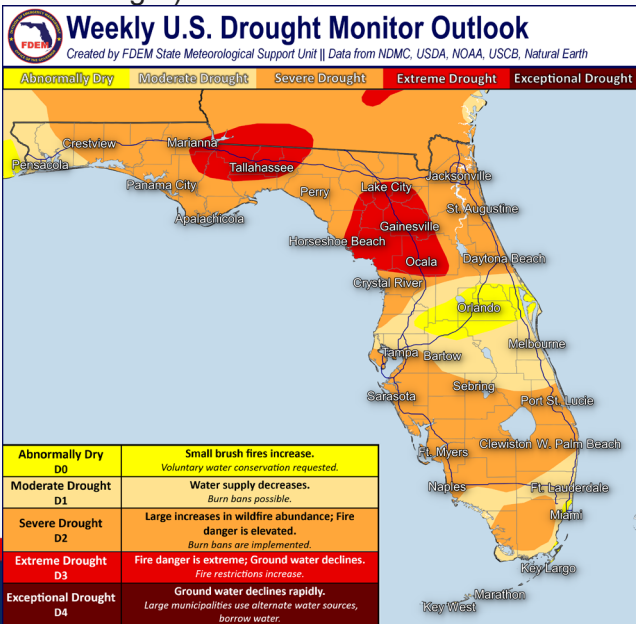 Weekly U.S. Drought Monitor Outlook
FDEM
Created by FDEM State Meteorological Support Unit || Data from NDMC, USDA, NOAA, USCB, Natural Earth
Abnormally Dry Moderate Drought Severe Drought Extreme Drought Exceptional Drought
Crestview
Marianna
Pensacola
Tallahassee
Jacksonville
Panama City
Perry
Lake City
Apalachicola
St. Augustine
Gainesville
Horseshoe Beach
Ocala
Daytona Beach
Crystal River
Orlando
Melbourne
Tampa
Bartow
Sebring
Sarasota
Port St. Lucie
Clewiston
W. Palm Beach
Ft. Myers
Naples
Ft. Lauderdale
Miami
Key Largo
Marathon
Key West
Abnormally Dry
D0
Small brush fires increase.
Voluntary water conservation requested.
Moderate Drought
D1
Water supply decreases.
Burn bans possible.
Severe Drought
D2
Large increases in wildfire abundance; Fire
danger is elevated.
Burn bans are implemented.
Extreme Drought
D3
Fire danger is extreme; Ground water declines.
Fire restrictions increase.
Exceptional Drought
D4
Ground water declines rapidly.
Large municipalities use alternate water sources,
borrow water.